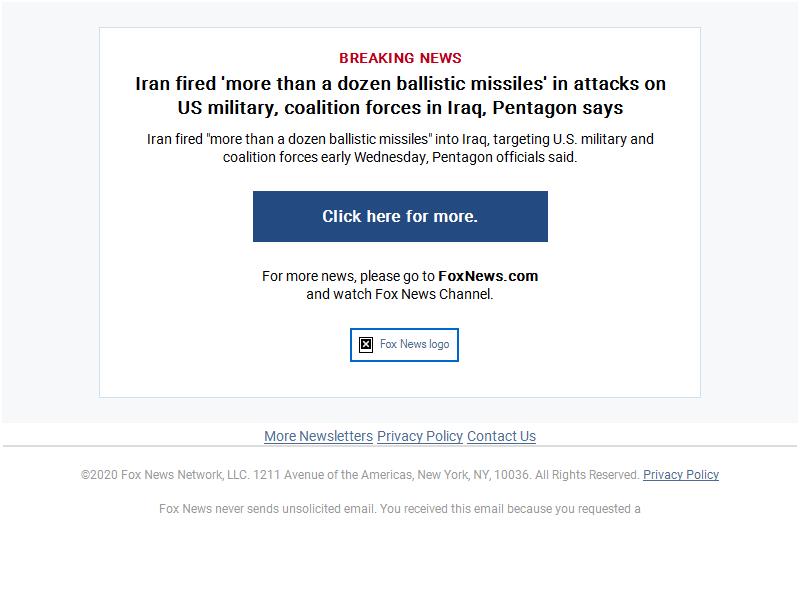 BREAKING NEWS
Iran fired 'more than a dozen ballistic missiles' in attacks on
US military, coalition forces in Iraq, Pentagon says
Iran fired "more than a dozen ballistic missiles" into Iraq, targeting U.S. military and
coalition forces early Wednesday, Pentagon officials said.
Click here for more.
For more news, please go to FoxNews.com
and watch Fox News Channel.
Fox News logo
More Newsletters Privacy Policy Contact Us
©2020 Fox News Network, LLC. 1211 Avenue of the Americas, New York, NY, 10036. All Rights Reserved. Privacy Policy
Fox News never sends unsolicited email. You received this email because you requested a